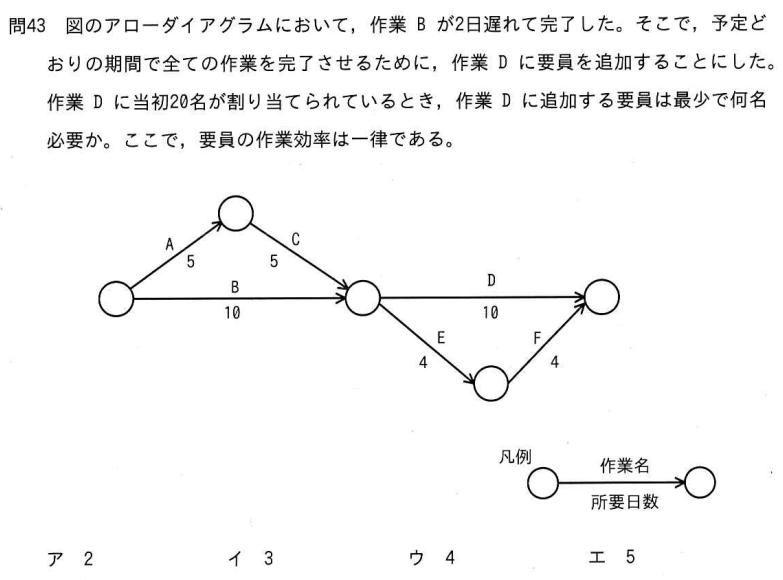 問43 図のアローダイアグラムにおいて，作業 B が2日遅れて完了した。そこで，予定ど
おりの期間で全ての作業を完了させるために，作業 D に要員を追加することにした。
作業 D に当初20名が割り当てられているとき，作業 D に追加する要員は最少で何名
必要か。ここで，要員の作業効率は一律である。
A
5
C
5
B
10
D
10
E
4
F
4
凡例
作業名
所要日数
ア 2 イ 3 ウ 4 エ 5